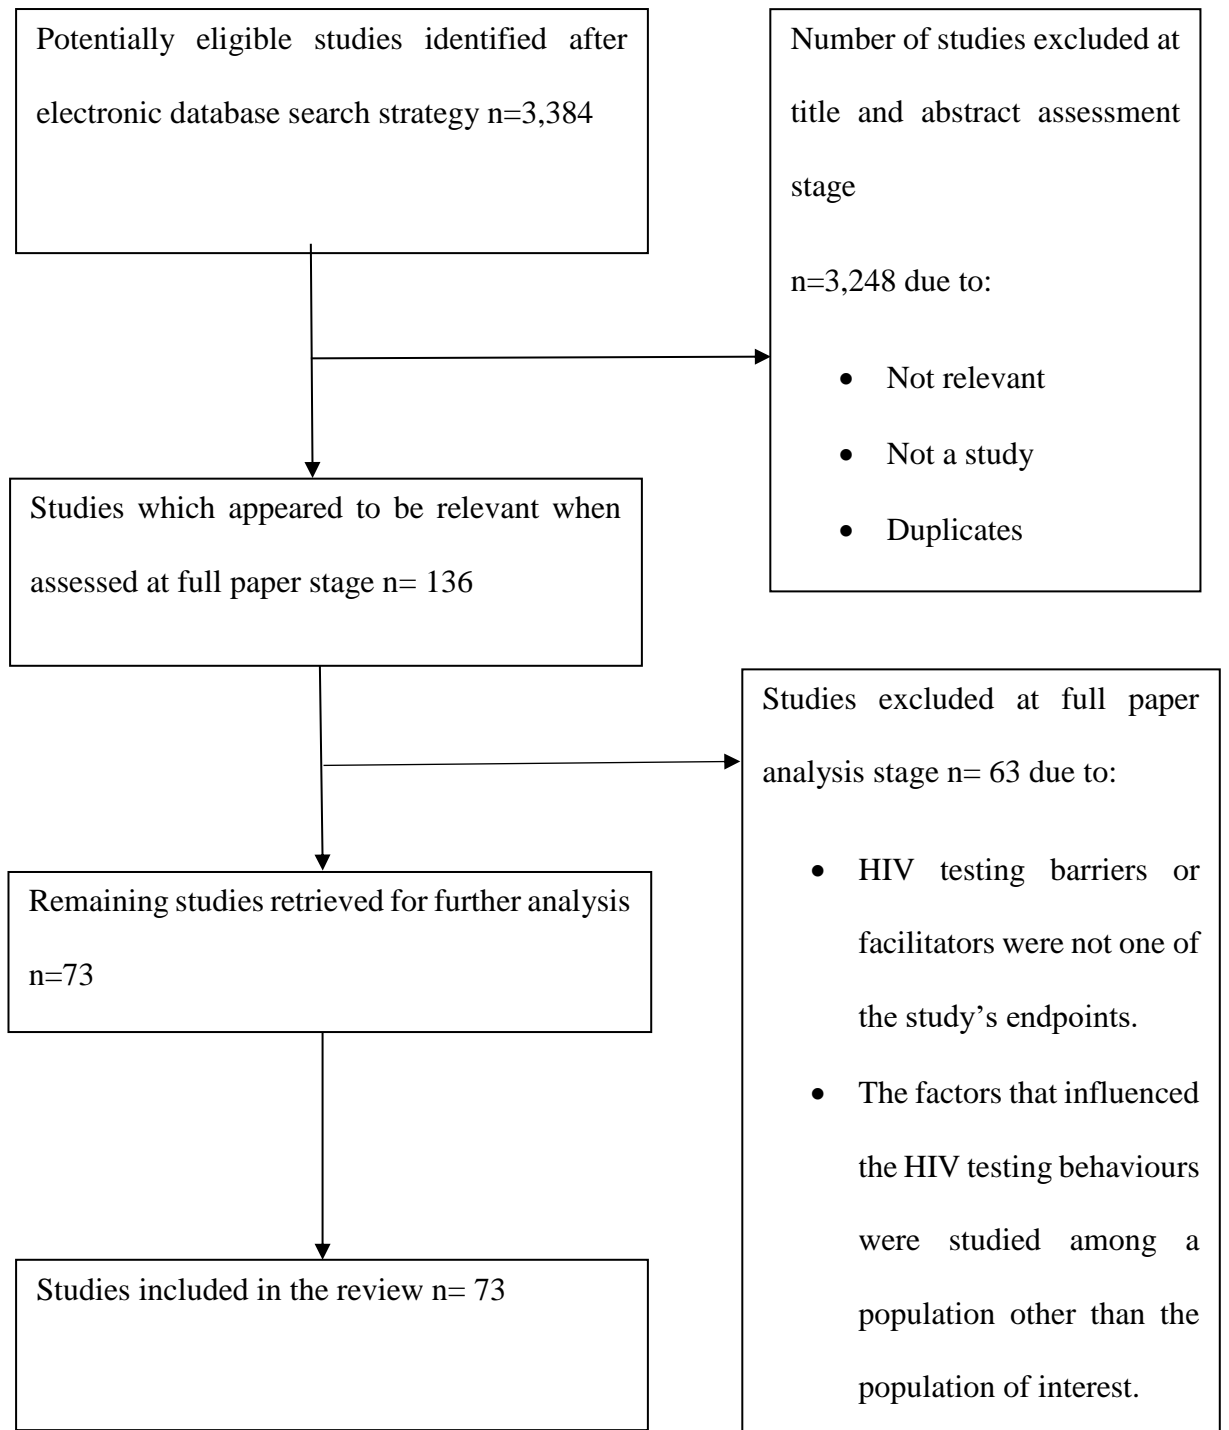 Potentially eligible studies identified after
electronic database search strategy n=3,384
Number of studies excluded at
title and abstract assessment
stage
n=3,248 due to:
• Not relevant
• Not a study
• Duplicates
Studies which appeared to be relevant when
assessed at full paper stage n= 136
Studies excluded at full paper
analysis stage n= 63 due to:
• HIV testing barriers or
facilitators were not one of
the study’s endpoints.
• The factors that influenced
the HIV testing behaviours
were studied among a
population other than the
population of interest.
Remaining studies retrieved for further analysis
n=73
Studies included in the review n= 73